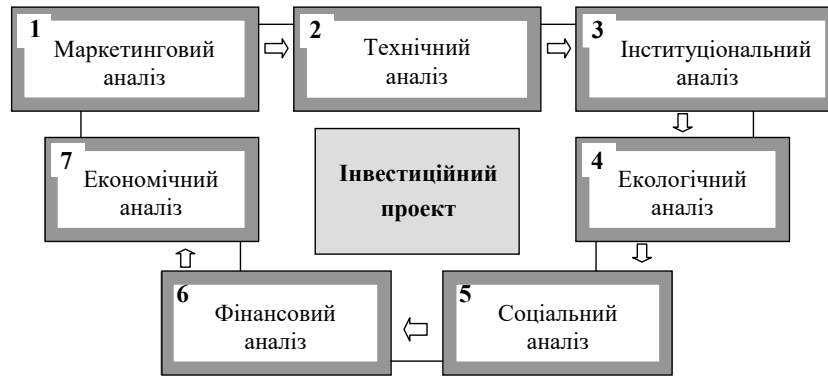 1
Маркетинговий
аналіз
2
Технічний
аналіз
3
Інституціональний
аналіз
7
Економічний
аналіз
Інвестиційний
проект
4
Екологічний
аналіз
6
Фінансовий
аналіз
5
Соціальний
аналіз